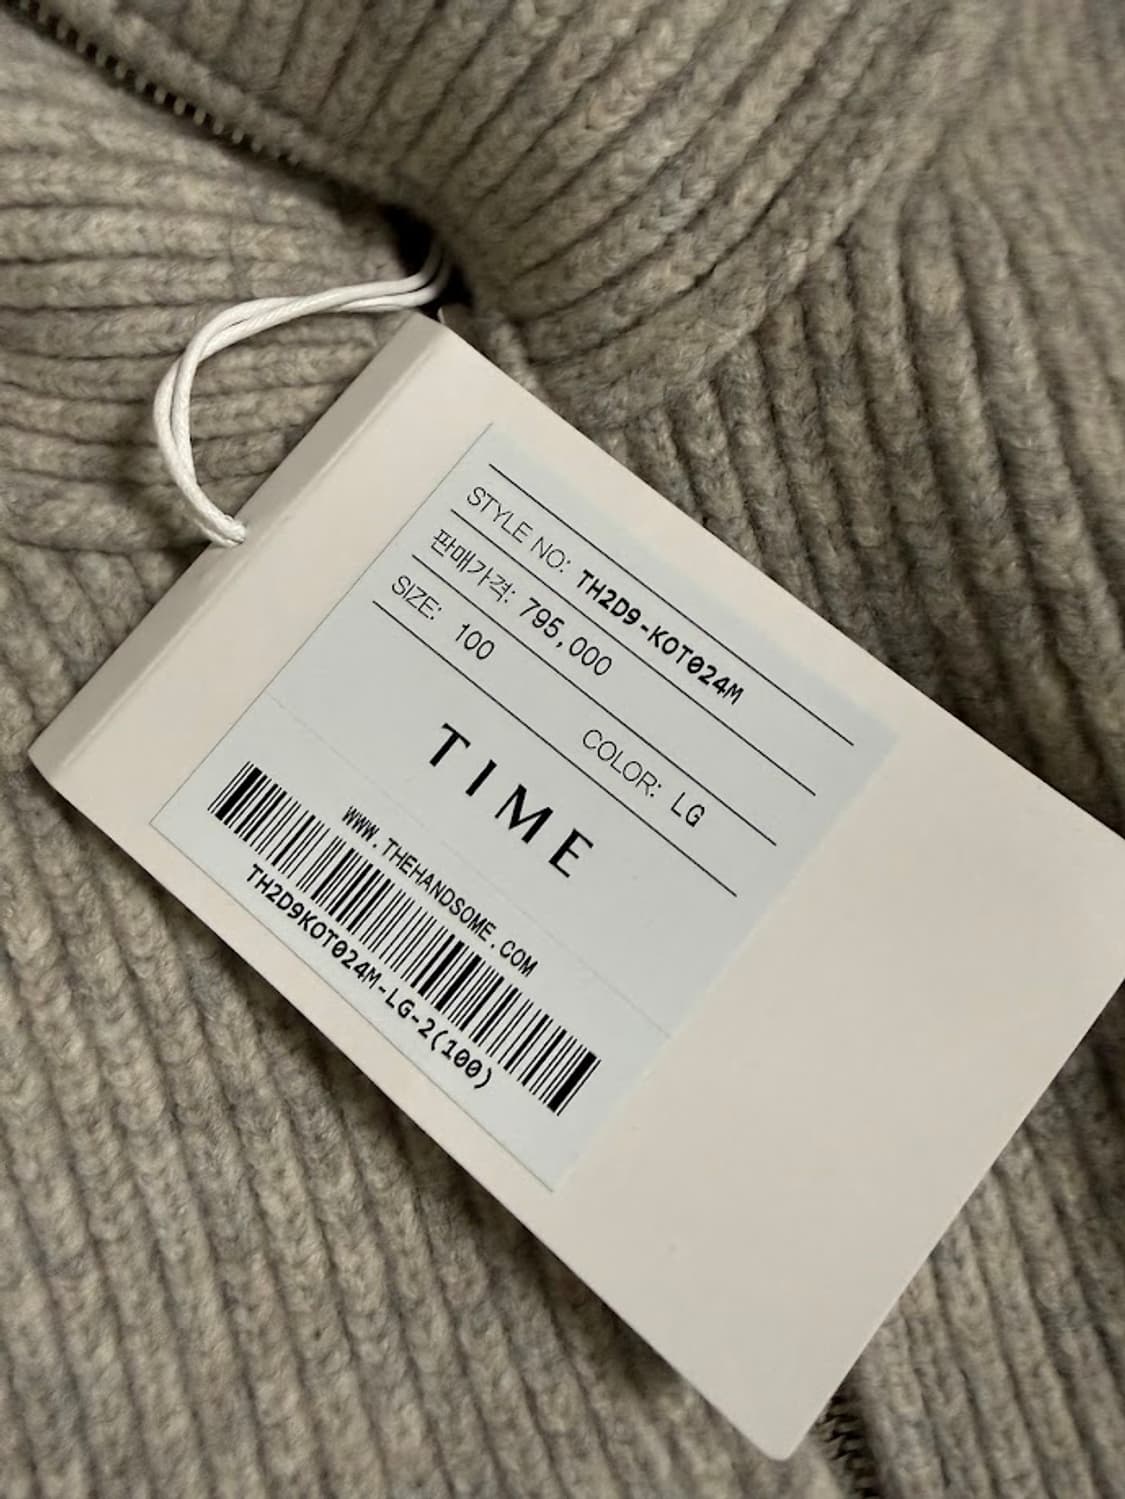 STYLE NO: TH2D9-KOT024M
판매가격: 795,000
SIZE: 100 COLOR: LG
TIME
WWW.THEHANDSOME.COM
TH2D9KOT024M-LG-2(100)